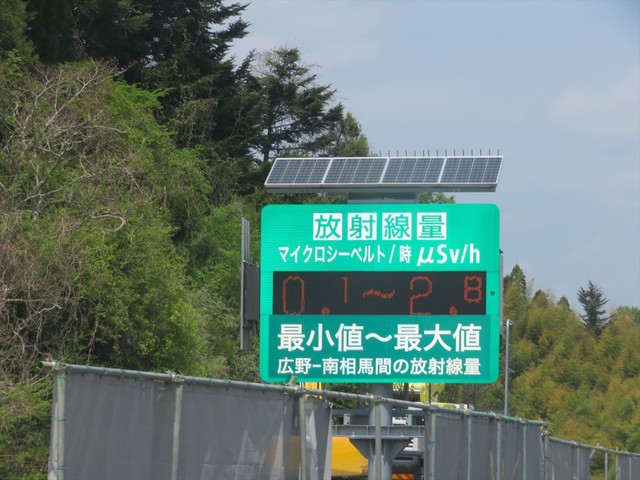 放射線量
マイクロシーベルト/時 μSv/h
0.1～2.8
最小値～最大値
広野−南相馬間の放射線量